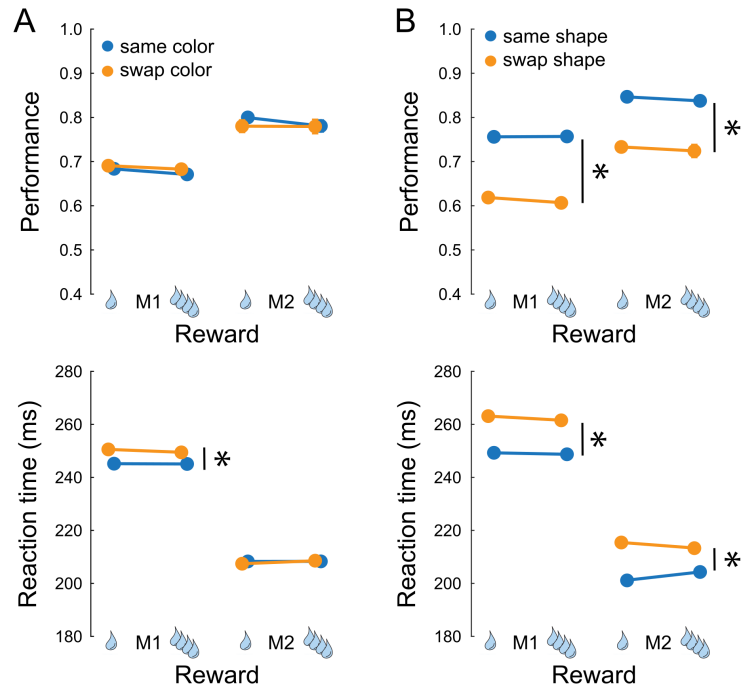 A
same color
swap color
Performance
1.0
0.9
0.8
0.7
0.6
0.5
0.4
M1
M2
Reward
B
same shape
swap shape
Performance
1.0
0.9
0.8
0.7
0.6
0.5
0.4
*
*
M1
M2
Reward
Reaction time (ms)
280
260
240
220
200
180
*
M1
M2
Reward
Reaction time (ms)
280
260
240
220
200
180
*
*
M1
M2
Reward